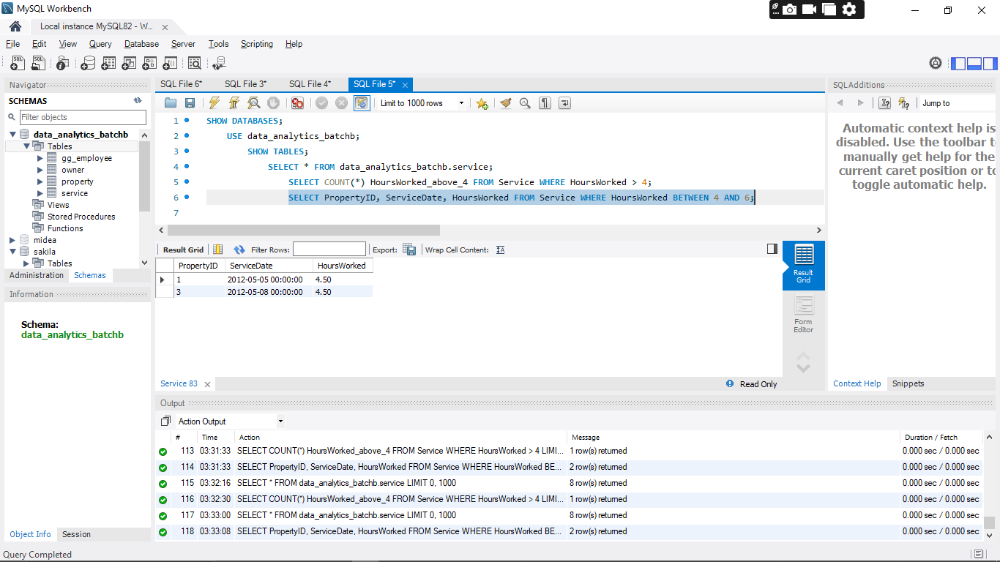 MySQL Workbench
Local instance MySQL82 - W...
File Edit View Query Database Server Tools Scripting Help
Navigator
SCHEMAS
Filter objects
data_analytics_batchb
Tables
gg_employee
owner
property
service
Views
Stored Procedures
Functions
midea
sakila
Tables
Administration Schemas
Information
Schema:
data_analytics_batchb
Object Info Session
SQL File 6* SQL File 3* SQL File 4* SQL File 5*
Limit to 1000 rows
1 SHOW DATABASES;
2 USE data_analytics_batchb;
3 SHOW TABLES;
4 SELECT * FROM data_analytics_batchb.service;
5 SELECT COUNT(*) HoursWorked_above_4 FROM Service WHERE HoursWorked > 4;
6 SELECT PropertyID, ServiceDate, HoursWorked FROM Service WHERE HoursWorked BETWEEN 4 AND 6;
7
Result Grid Filter Rows: Export: Wrap Cell Content:
PropertyID ServiceDate HoursWorked
1 2012-05-05 00:00:00 4.50
3 2012-05-08 00:00:00 4.50
Result Grid
Form Editor
Service 83
Read Only
SQLAdditions
Jump to
Automatic context help is
disabled. Use the toolbar t
manually get help for the
current caret position or to
toggle automatic help.
Context Help Snippets
Output
Action Output
# Time Action Message Duration / Fetch
113 03:31:33 SELECT COUNT(*) HoursWorked_above_4 FROM Service WHERE HoursWorked > 4 LIMI... 1 row(s) returned 0.000 sec / 0.000 sec
114 03:31:33 SELECT PropertyID, ServiceDate, HoursWorked FROM Service WHERE HoursWorked BE... 2 row(s) returned 0.000 sec / 0.000 sec
115 03:32:16 SELECT * FROM data_analytics_batchb.service LIMIT 0, 1000 8 row(s) returned 0.000 sec / 0.000 sec
116 03:32:30 SELECT COUNT(*) HoursWorked_above_4 FROM Service WHERE HoursWorked > 4 LIMI... 1 row(s) returned 0.000 sec / 0.000 sec
117 03:33:00 SELECT * FROM data_analytics_batchb.service LIMIT 0, 1000 8 row(s) returned 0.000 sec / 0.000 sec
118 03:33:08 SELECT PropertyID, ServiceDate, HoursWorked FROM Service WHERE HoursWorked BE... 2 row(s) returned 0.000 sec / 0.000 sec
Query Completed